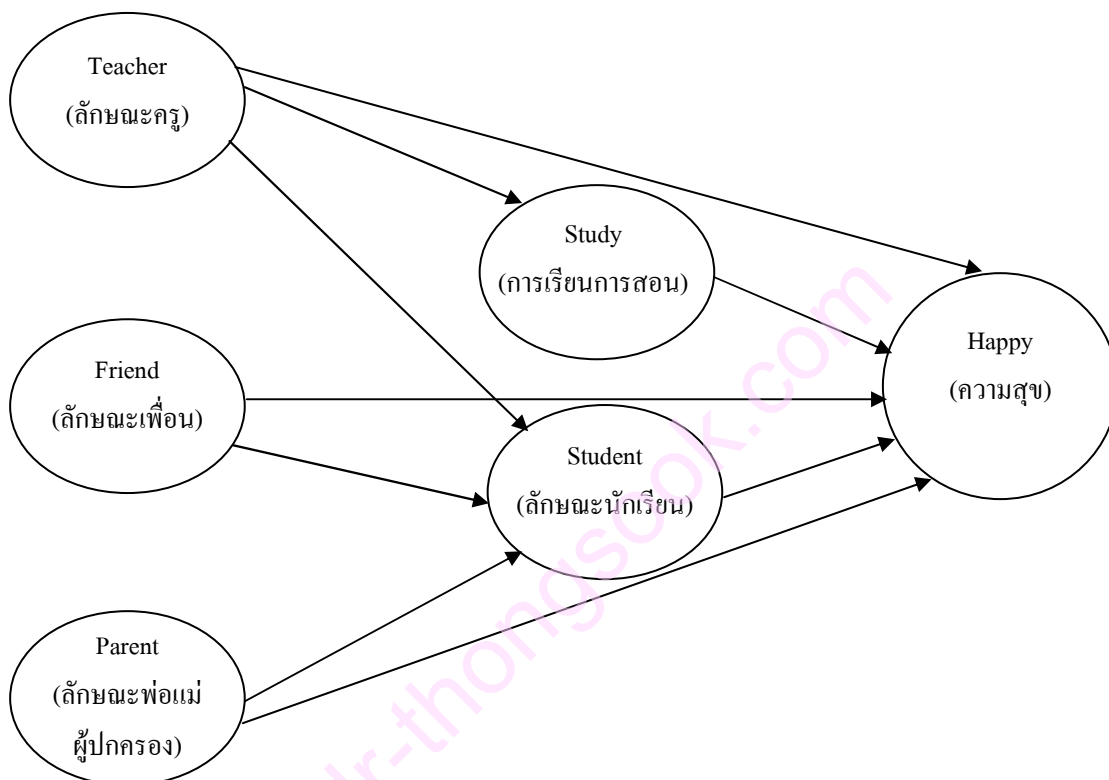 Teacher
(ลักษณะครู)
Study
(การเรียนการสอน)
Happy
(ความสุข)
Friend
(ลักษณะเพื่อน)
Student
(ลักษณะนักเรียน)
Parent
(ลักษณะพ่อแม่
ผู้ปกครอง)
dr-thongsook.com